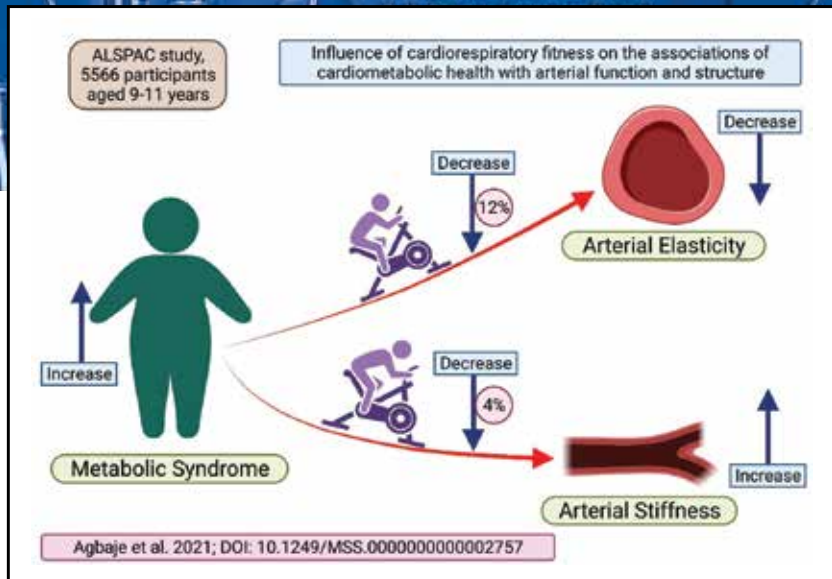 ALSPAC study,
5566 participants
aged 9-11 years
Influence of cardiorespiratory fitness on the associations of
cardiometabolic health with arterial function and structure
Decrease
12%
Decrease
Arterial Elasticity
Increase
Metabolic Syndrome
Decrease
4%
Increase
Arterial Stiffness
Agbaje et al. 2021; DOI: 10.1249/MSS.0000000000002757